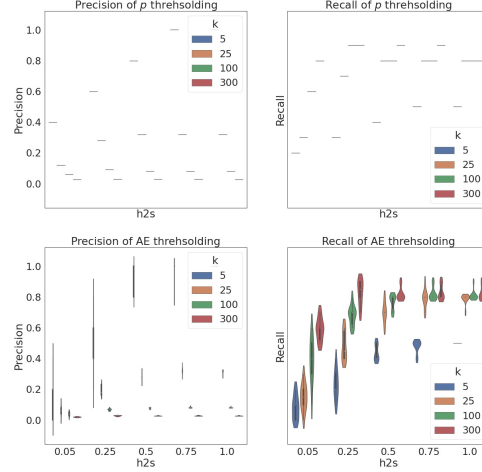 Precision of p threhsolding
Recall of p threhsolding
1.0
0.8
0.6
0.4
0.2
0.0
Precision
h2s
k
5
25
100
300
Recall
h2s
k
5
25
100
300
Precision of AE threhsolding
Recall of AE threhsolding
1.0
0.8
0.6
0.4
0.2
0.0
Precision
k
5
25
100
300
0.05 0.25 0.5 0.75 1.0
h2s
Recall
k
5
25
100
300
0.05 0.25 0.5 0.75 1.0
h2s